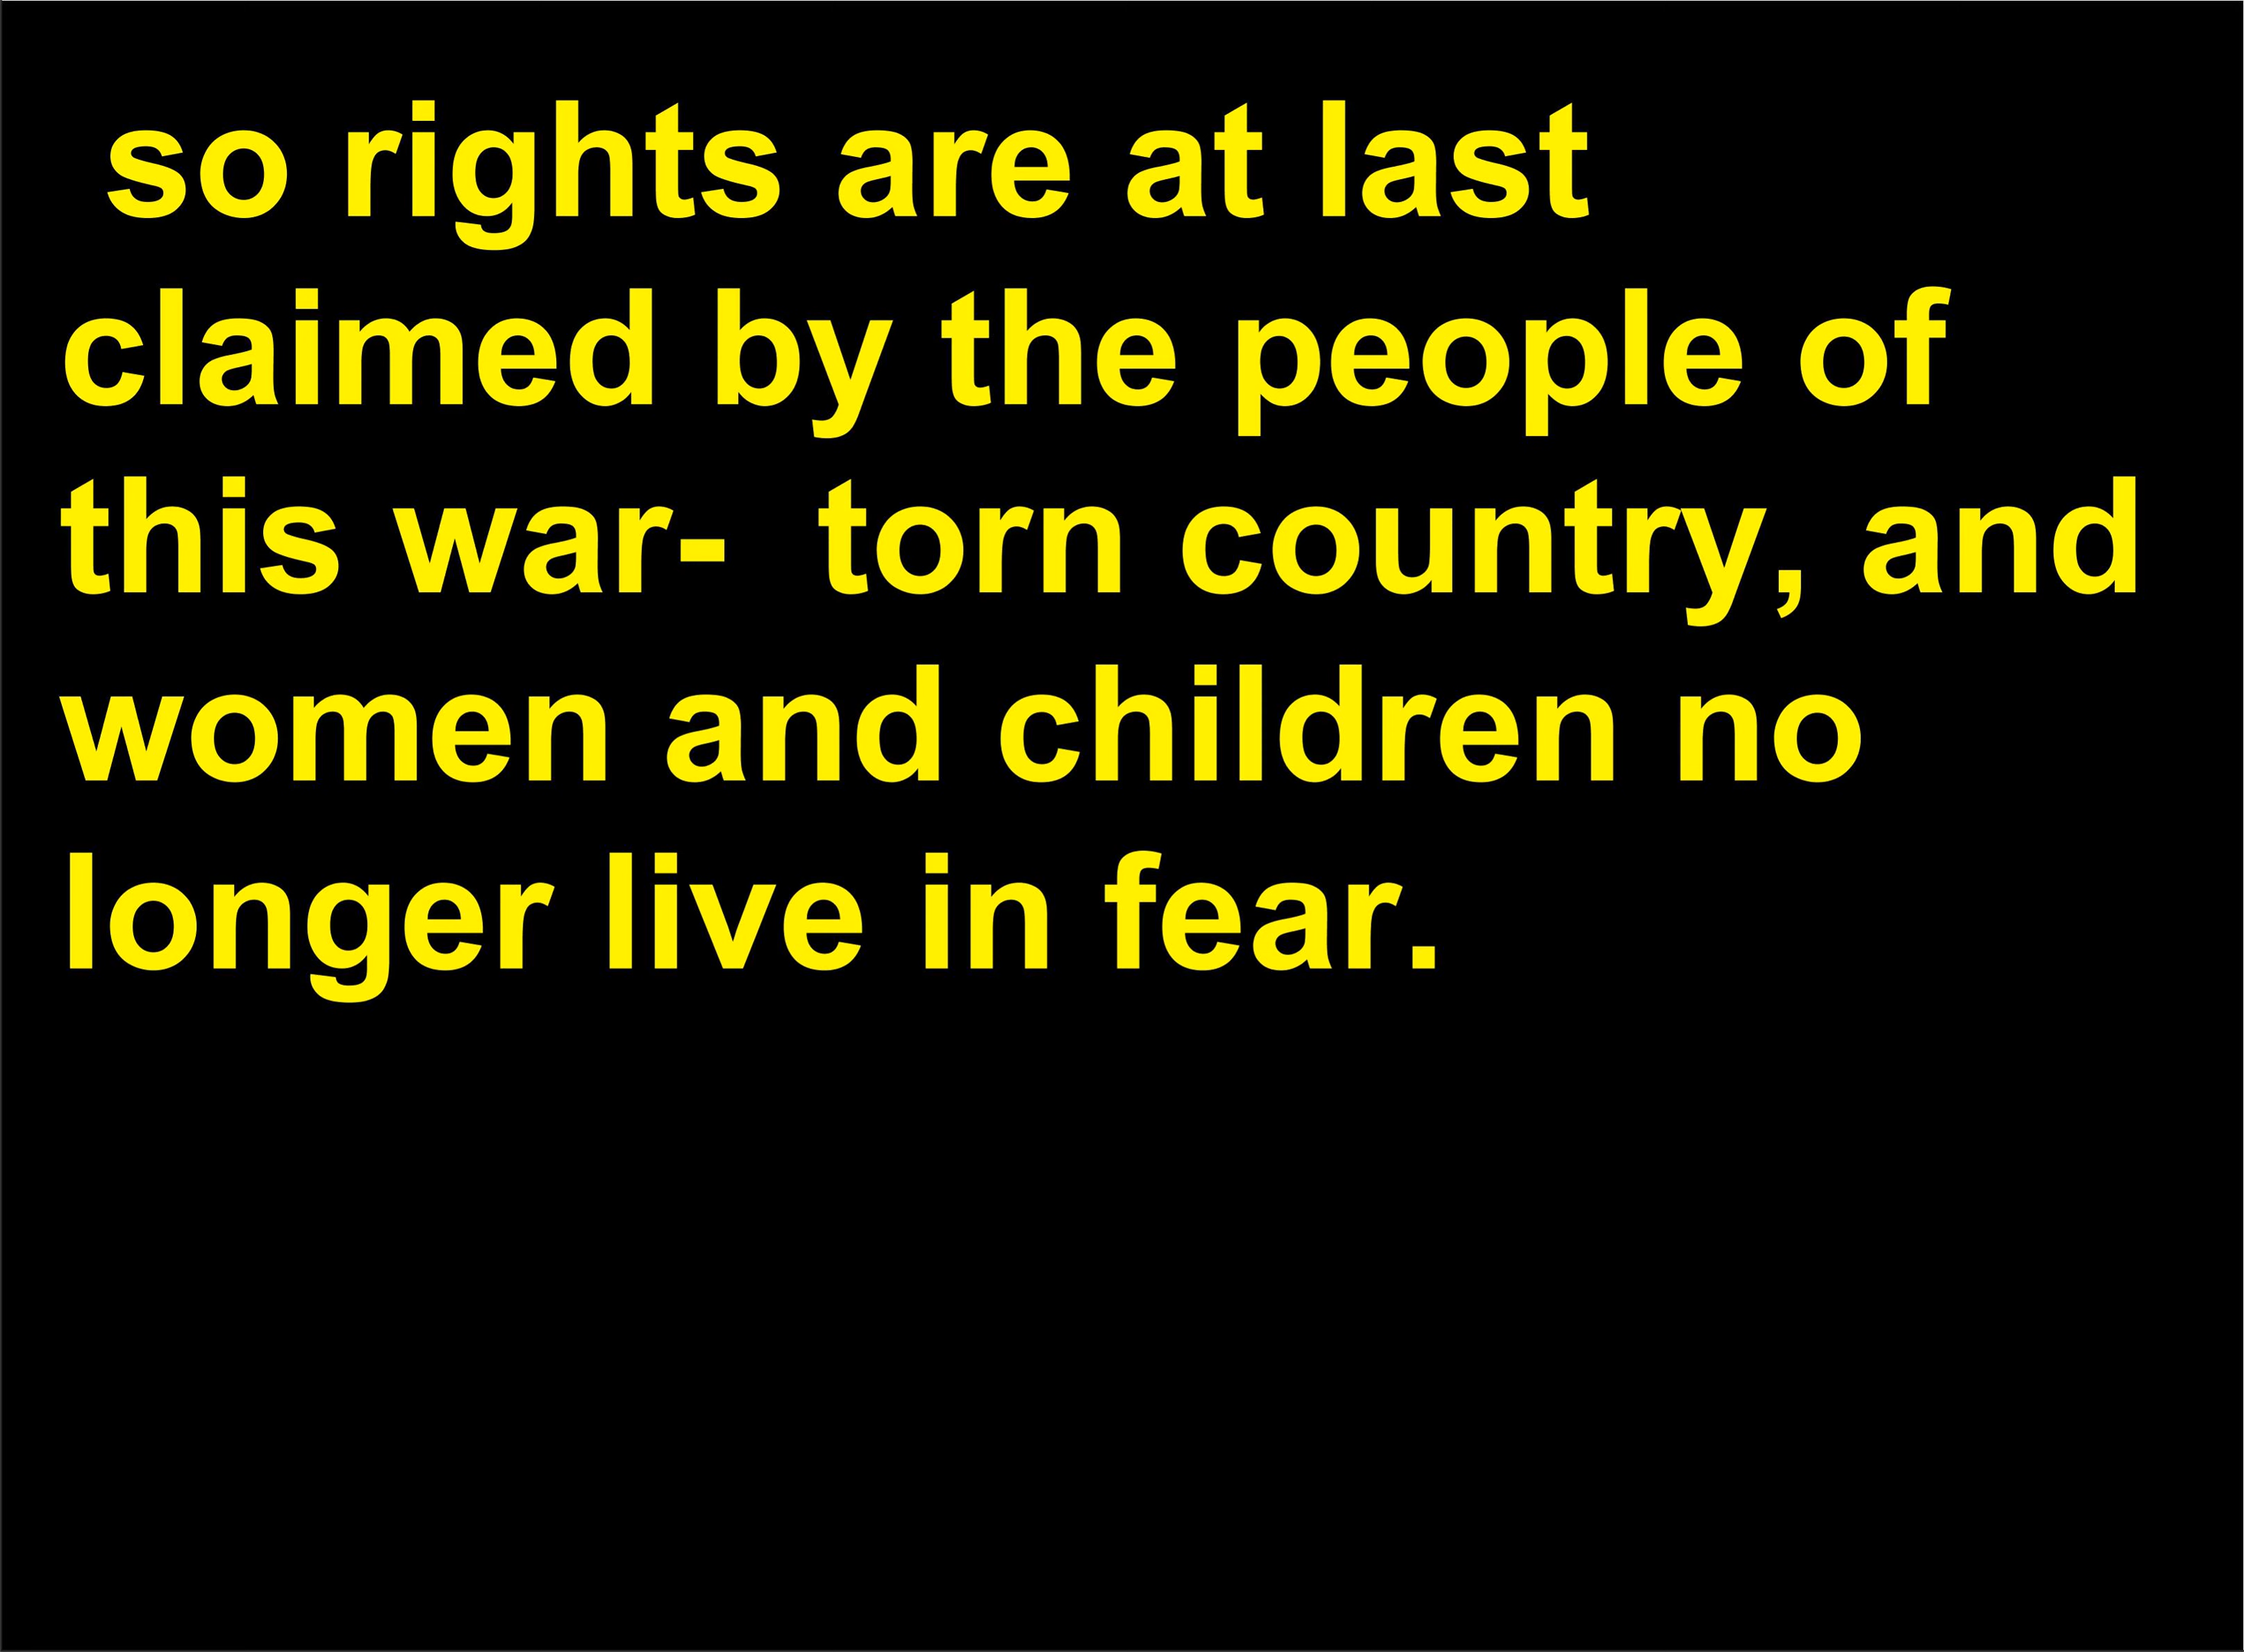 so rights are at last
claimed by the people of
this war-  torn country, and
women and children no
longer live in fear.